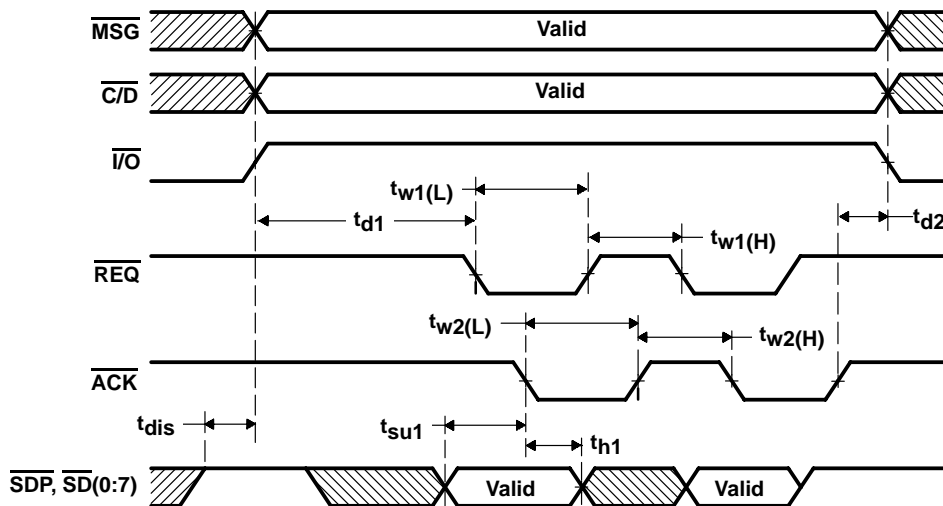 MSG
Valid
C/D
Valid
I/O
tw1(L)
td1
td2
tw1(H)
REQ
tw2(L)
tw2(H)
ACK
tdis
tsu1
th1
SDP, SD(0:7)
Valid
Valid